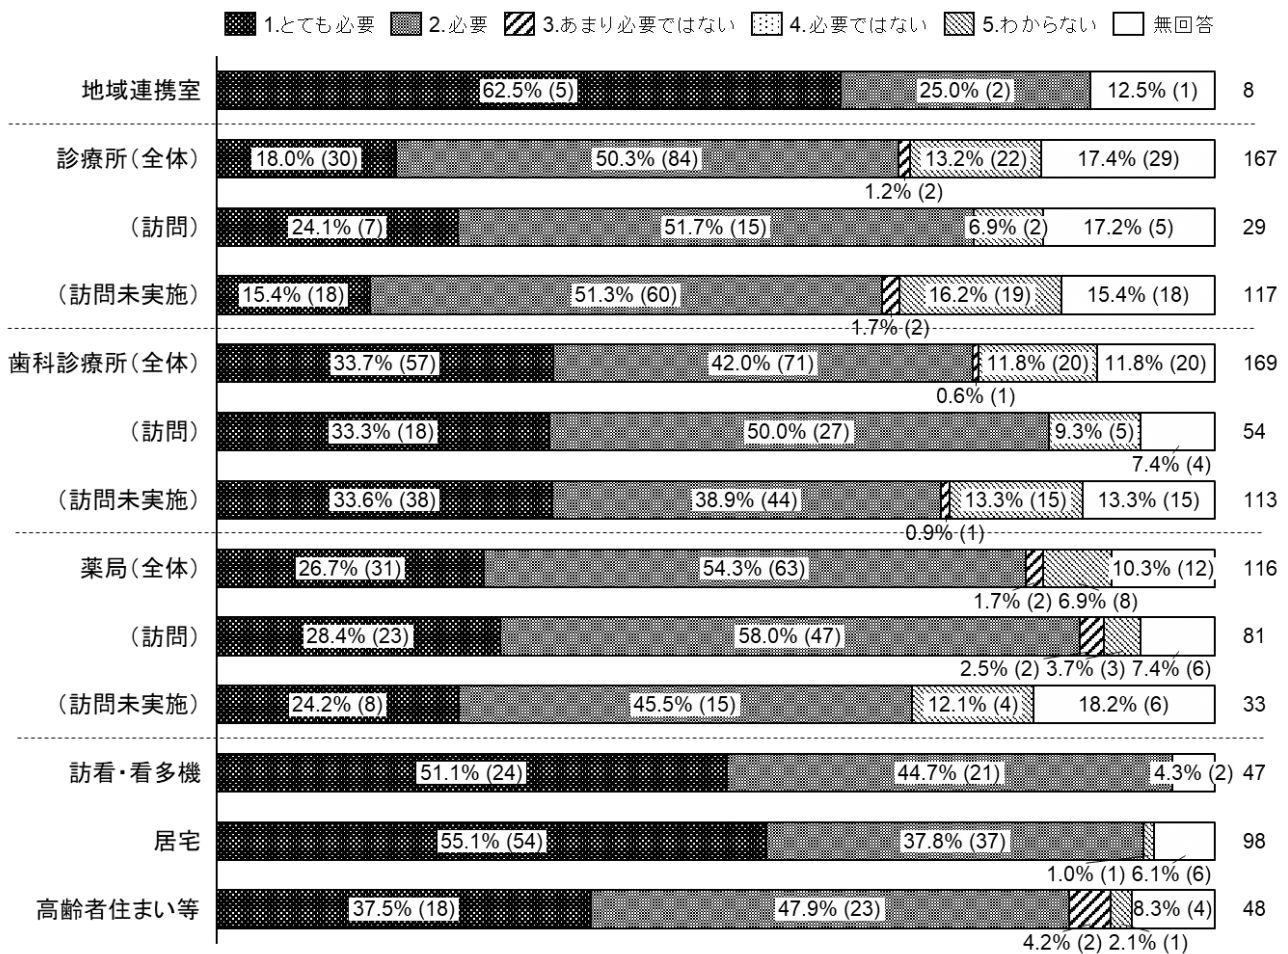 1.とても必要 2.必要 3.あまり必要ではない 4.必要ではない 5.わからない 無回答
地域連携室 62.5% (5) 25.0% (2) 12.5% (1) 8
診療所（全体） 18.0% (30) 50.3% (84) 13.2% (22) 17.4% (29) 167
1.2% (2)
（訪問） 24.1% (7) 51.7% (15) 6.9% (2) 17.2% (5) 29
（訪問未実施） 15.4% (18) 51.3% (60) 16.2% (19) 15.4% (18) 117
1.7% (2)
歯科診療所（全体） 33.7% (57) 42.0% (71) 11.8% (20) 11.8% (20) 169
0.6% (1)
（訪問） 33.3% (18) 50.0% (27) 9.3% (5) 54
7.4% (4)
（訪問未実施） 33.6% (38) 38.9% (44) 13.3% (15) 13.3% (15) 113
0.9% (1)
薬局（全体） 26.7% (31) 54.3% (63) 10.3% (12) 116
1.7% (2) 6.9% (8)
（訪問） 28.4% (23) 58.0% (47) 81
2.5% (2) 3.7% (3) 7.4% (6)
（訪問未実施） 24.2% (8) 45.5% (15) 12.1% (4) 18.2% (6) 33
訪看・看多機 51.1% (24) 44.7% (21) 4.3% (2) 47
居宅 55.1% (54) 37.8% (37) 98
1.0% (1) 6.1% (6)
高齢者住まい等 37.5% (18) 47.9% (23) 8.3% (4) 48
4.2% (2) 2.1% (1)